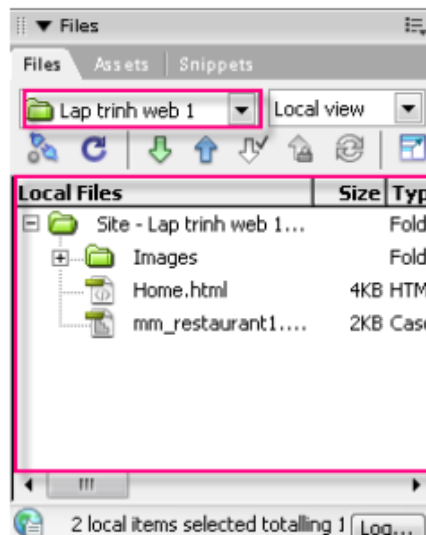 Files
Files Assets Snippets
Lap trinh web 1 Local view
Local Files Size Typ
Site - Lap trinh web 1... Fold
Images Fold
Home.html 4KB HTM
mm_restaurant1.... 2KB Casc
2 local items selected totalling 1 Log...